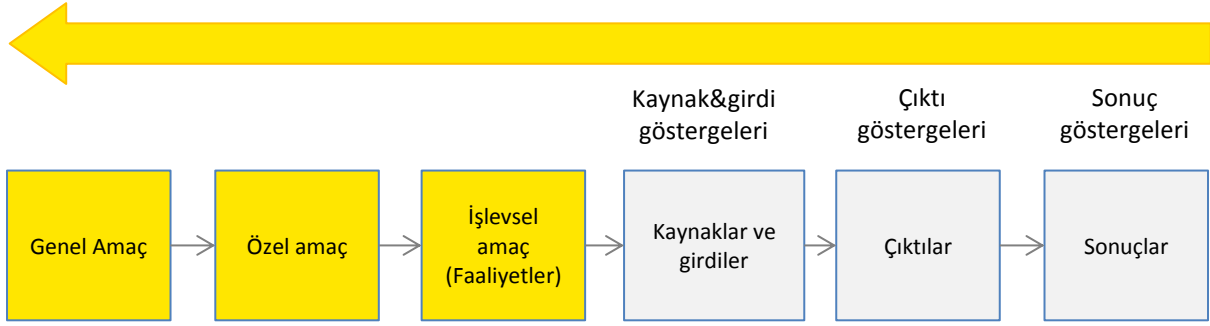 Kaynak&girdi
göstergeleri
Çıktı
göstergeleri
Sonuç
göstergeleri
Genel Amaç
Özel amaç
İşlevsel
amaç
(Faaliyetler)
Kaynaklar ve
girdiler
Çıktılar
Sonuçlar